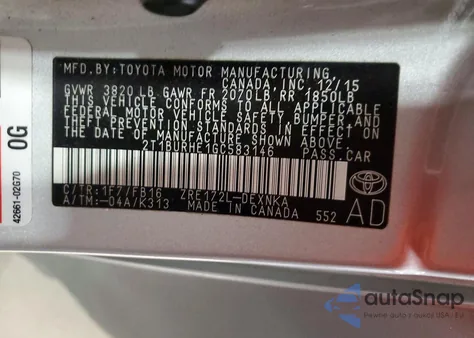 MFD.BY:TOYOTA MOTOR MANUFACTURING
CANADA,INC. 12/15
GVWR 3820 LB GAWR FR 2070LB RR 1850LB
THIS VEHICLE CONFORMS TO ALL APPLICABLE
FEDERAL MOTOR VEHICLE SAFETY, BUMPER, AND
THEFT PREVENTION STANDARDS IN EFFECT ON
THE DATE OF MANUFACTURE SHOWN ABOVE.
2T1BURHE1GC583146 PASS.CAR
C/TR:1F7/FB16 ZRE172L-DEXNKA
A/TM:-04A/K313 MADE IN CANADA 552
AD
0G
42661-02G70
autoSnap